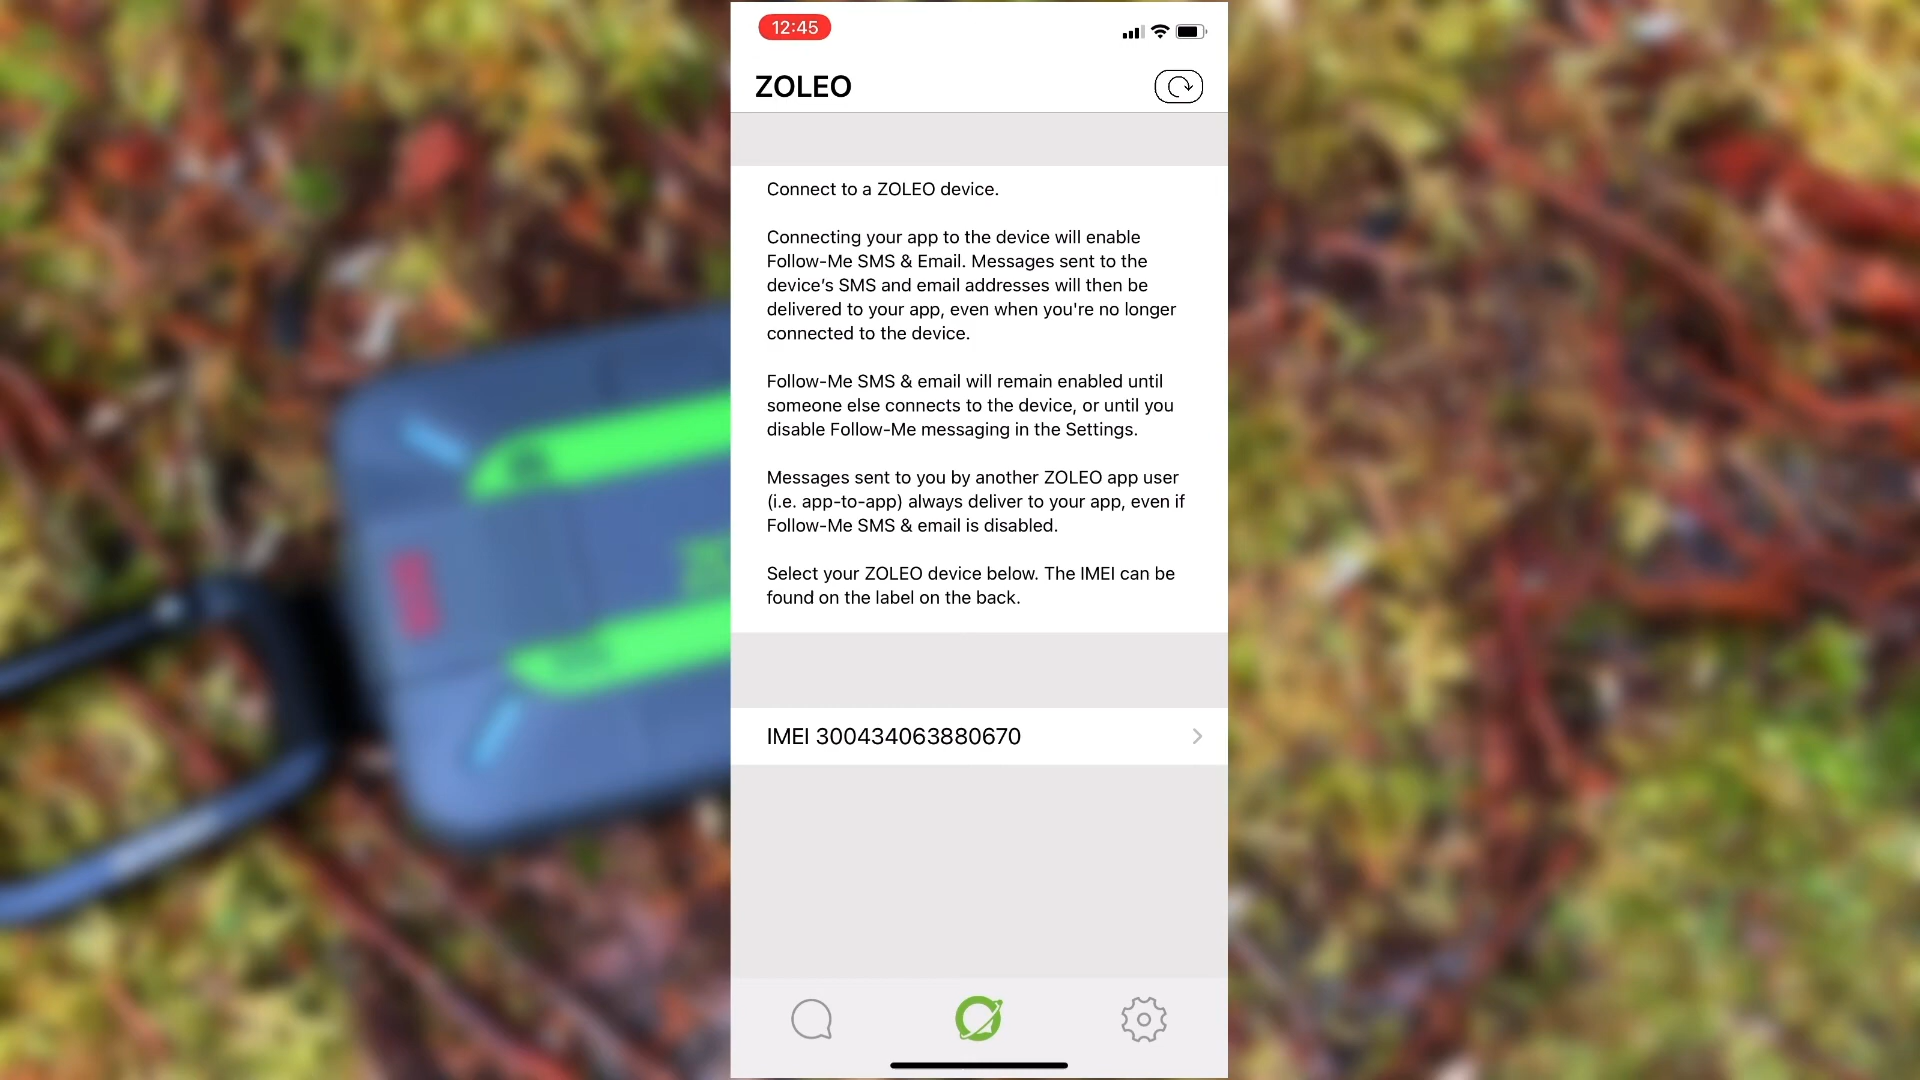 12:45
ZOLEO
Connect to a ZOLEO device.
Connecting your app to the device will enable
Follow-Me SMS & Email. Messages sent to the
device's SMS and email addresses will then be
delivered to your app, even when you're no longer
connected to the device.
Follow-Me SMS & email will remain enabled until
someone else connects to the device, or until you
disable Follow-Me messaging in the Settings.
Messages sent to you by another ZOLEO app user
(i.e. app-to-app) always deliver to your app, even if
Follow-Me SMS & email is disabled.
Select your ZOLEO device below. The IMEI can be
found on the label on the back.
IMEI 300434063880670